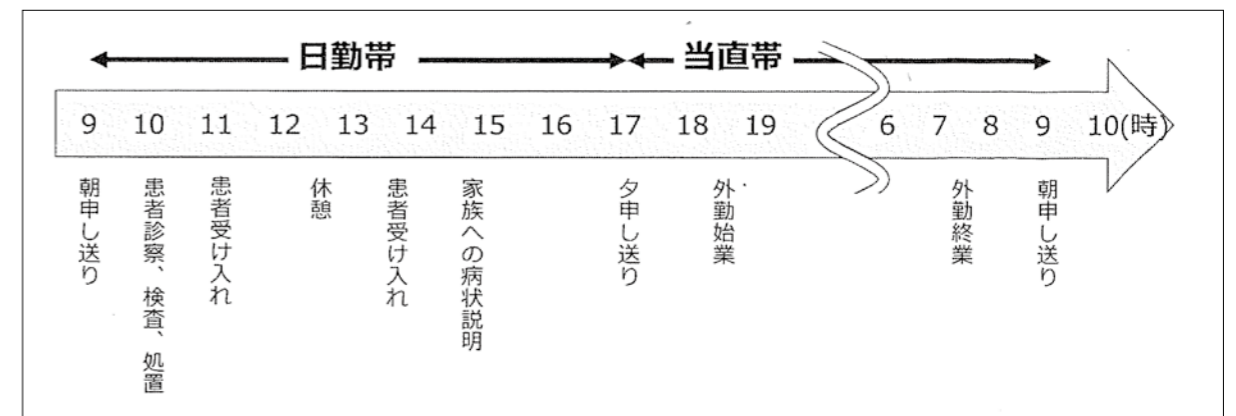 日勤帯 当直帯
9 10 11 12 13 14 15 16 17 18 19 6 7 8 9 10(時)
朝申し送り
患者診察、検査、処置
患者受け入れ
休憩
患者受け入れ
家族への病状説明
夕申し送り
外勤始業
外勤終業
朝申し送り